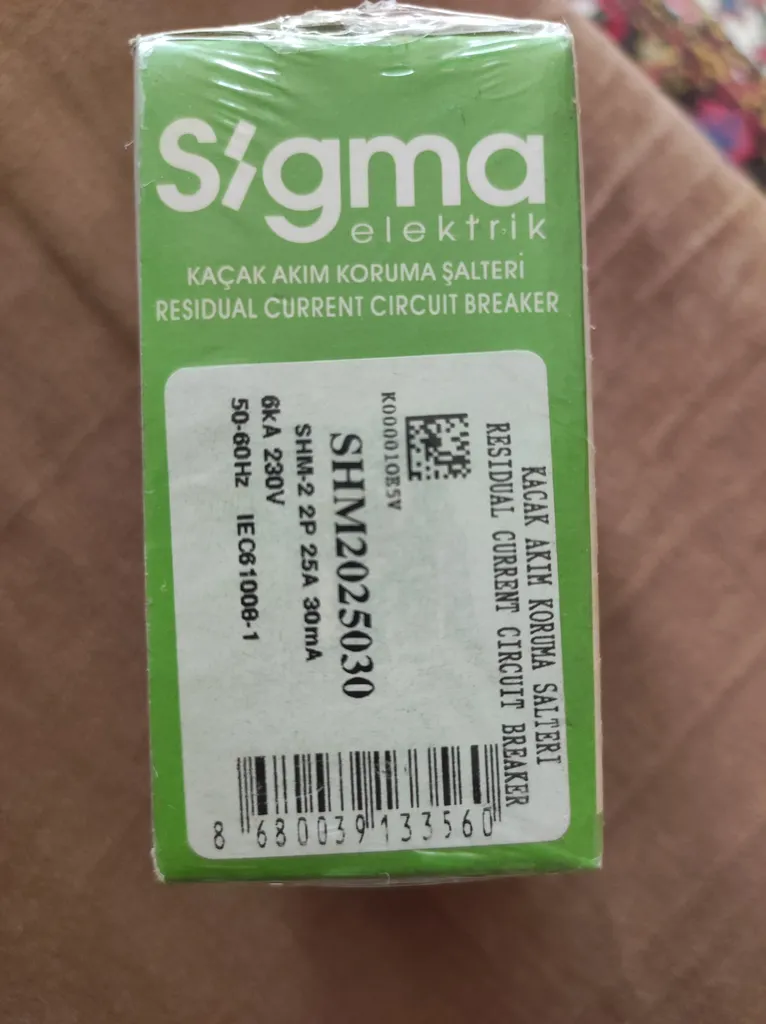 Sigma
elektrik
KAÇAK AKIM KORUMA ŞALTERİ
RESIDUAL CURRENT CIRCUIT BREAKER
KACAK AKIM KORUMA SALTERI
RESIDUAL CURRENT CIRCUIT BREAKER
K000010E5V
SHM2025030
SHM-2 2P 25A 30mA
6kA 230V
50-60Hz IEC61008-1
8 680039 133560